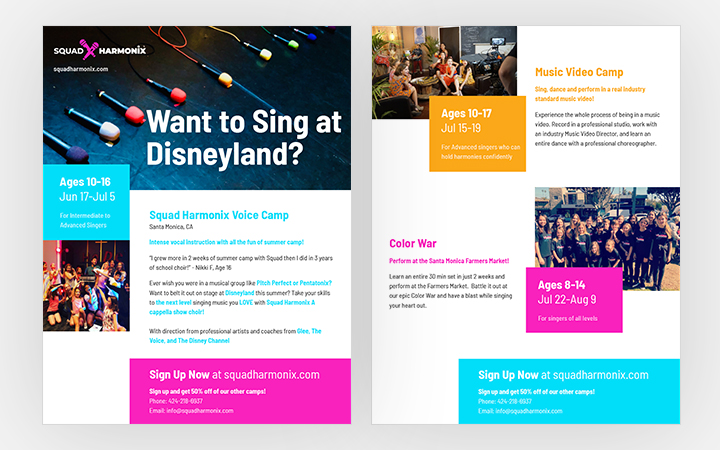 SQUAD HARMONIX
squadharmonix.com
Want to Sing at
Disneyland?
Ages 10-16
Jun 17-Jul 5
For Intermediate to
Advanced Singers
Squad Harmonix Voice Camp
Santa Monica, CA
Intense vocal instruction with all the fun of summer camp!
"I grew more in 2 weeks of summer camp with Squad then I did in 3 years
of school choir!" - Nikki F, Age 16
Ever wish you were in a musical group like Pitch Perfect or Pentatonix?
Want to belt it out on stage at Disneyland this summer? Take your skills
to the next level singing music you LOVE with Squad Harmonix A
cappella show choir!
With direction from professional artists and coaches from Glee, The
Voice, and The Disney Channel
Sign Up Now at squadharmonix.com
Sign up and get 50% off of our other camps!
Phone: 424-218-6937
Email: info@squadharmonix.com
Music Video Camp
Sing, dance and perform in a real industry
standard music video!
Experience the whole process of being in a music
video. Record in a professional studio, work with
an industry Music Video Director, and learn an
entire dance with a professional choreographer.
Ages 10-17
Jul 15-19
For Advanced singers who can
hold harmonies confidently
Color War
Perform at the Santa Monica Farmers Market!
Learn an entire 30 min set in just 2 weeks and
perform at the Farmers Market. Battle it out at
our epic Color War and have a blast while singing
your heart out.
Ages 8-14
Jul 22-Aug 9
For singers of all levels
Sign Up Now at squadharmonix.com
Sign up and get 50% off of our other camps!
Phone: 424-218-6937
Email: info@squadharmonix.com